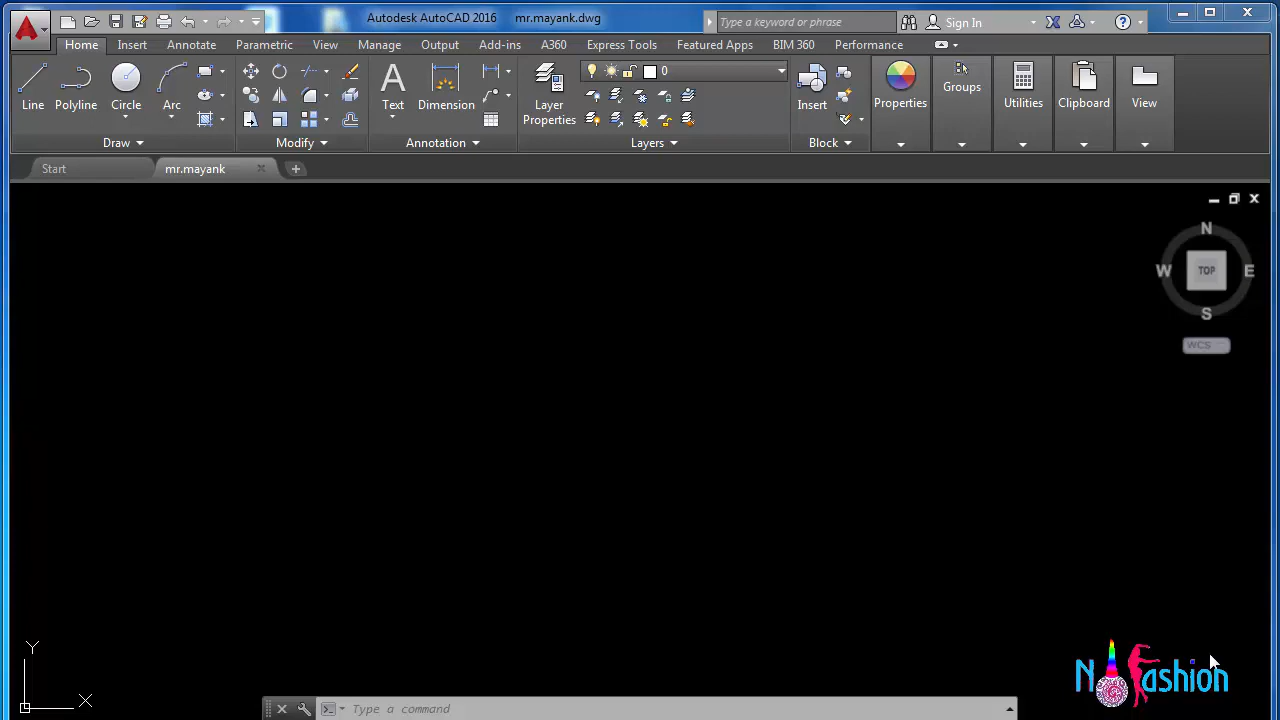 Autodesk AutoCAD 2016 mr.mayank.dwg
Type a keyword or phrase
Sign In
Home Insert Annotate Parametric View Manage Output Add-ins A360 Express Tools Featured Apps BIM 360 Performance
Line Polyline Circle Arc
Text Dimension
Layer Properties
0
Insert
Properties Groups Utilities Clipboard View
Draw Modify Annotation Layers Block
Start mr.mayank
N
W TOP E
S
WCS
Y
X
N Fashion
Type a command